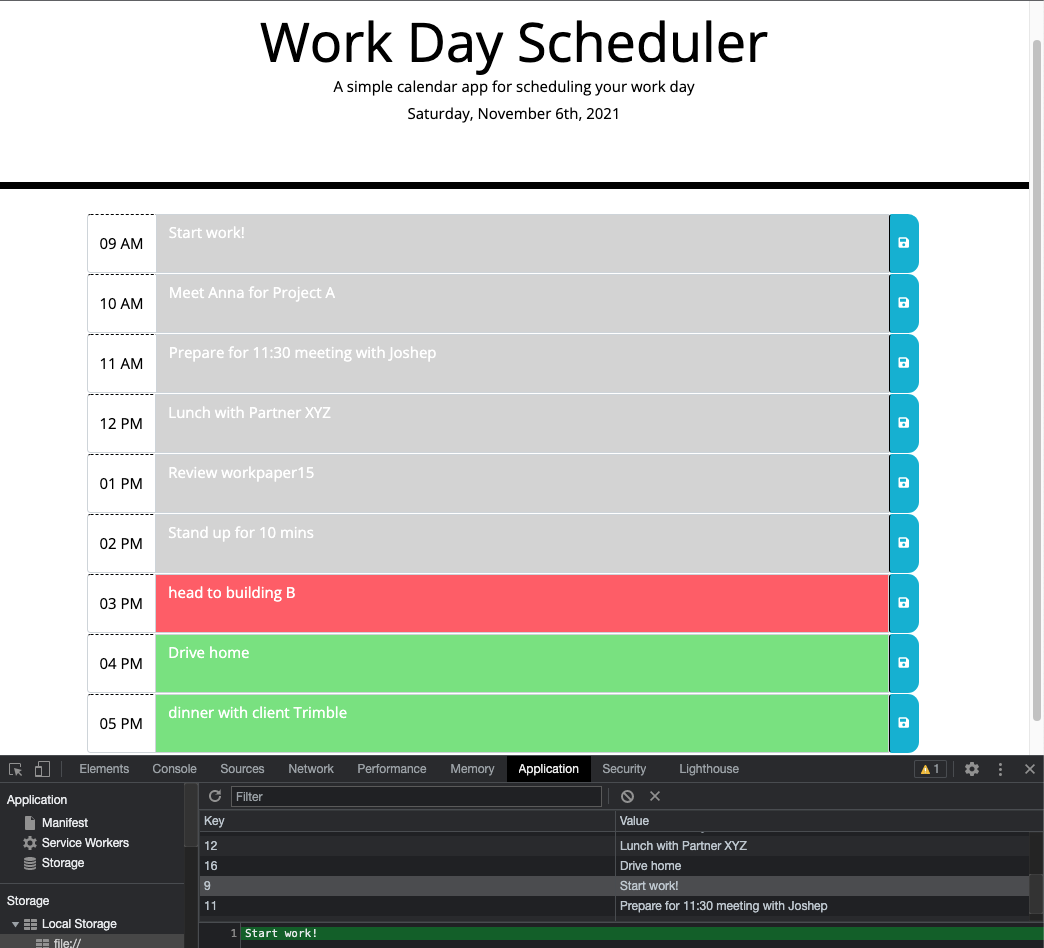 Work Day Scheduler
A simple calendar app for scheduling your work day
Saturday, November 6th, 2021
09 AM Start work!
10 AM Meet Anna for Project A
11 AM Prepare for 11:30 meeting with Joshep
12 PM Lunch with Partner XYZ
01 PM Review workpaper15
02 PM Stand up for 10 mins
03 PM head to building B
04 PM Drive home
05 PM dinner with client Trimble
Elements Console Sources Network Performance Memory Application Security Lighthouse 1
Application
Manifest
Service Workers
Storage
Storage
Local Storage
file://
Filter
Key Value
12 Lunch with Partner XYZ
16 Drive home
9 Start work!
11 Prepare for 11:30 meeting with Joshep
1 Start work!